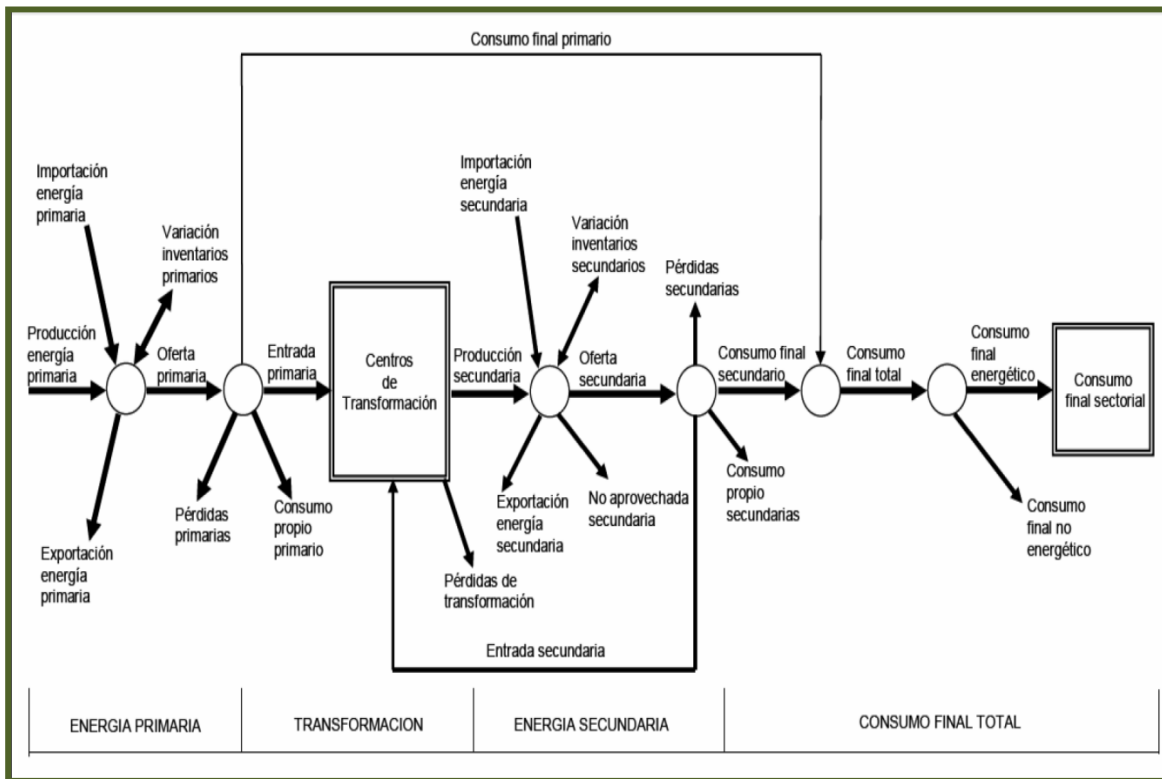 Consumo final primario
Importación
energía
primaria
Variación
inventarios
primarios
Producción
energía
primaria
Oferta
primaria
Entrada
primaria
Exportación
energía
primaria
Pérdidas
primarias
Consumo
propio
primario
Centros
de
Transformación
Pérdidas de
transformación
Importación
energía
secundaria
Variación
inventarios
secundarios
Producción
secundaria
Oferta
secundaria
Exportación
energía
secundaria
No aprovechada
secundaria
Pérdidas
secundarias
Consumo final
secundario
Consumo
propio
secundarias
Entrada secundaria
Consumo
final total
Consumo
final
energético
Consumo
final sectorial
Consumo
final no
energético
ENERGIA PRIMARIA
TRANSFORMACION
ENERGIA SECUNDARIA
CONSUMO FINAL TOTAL